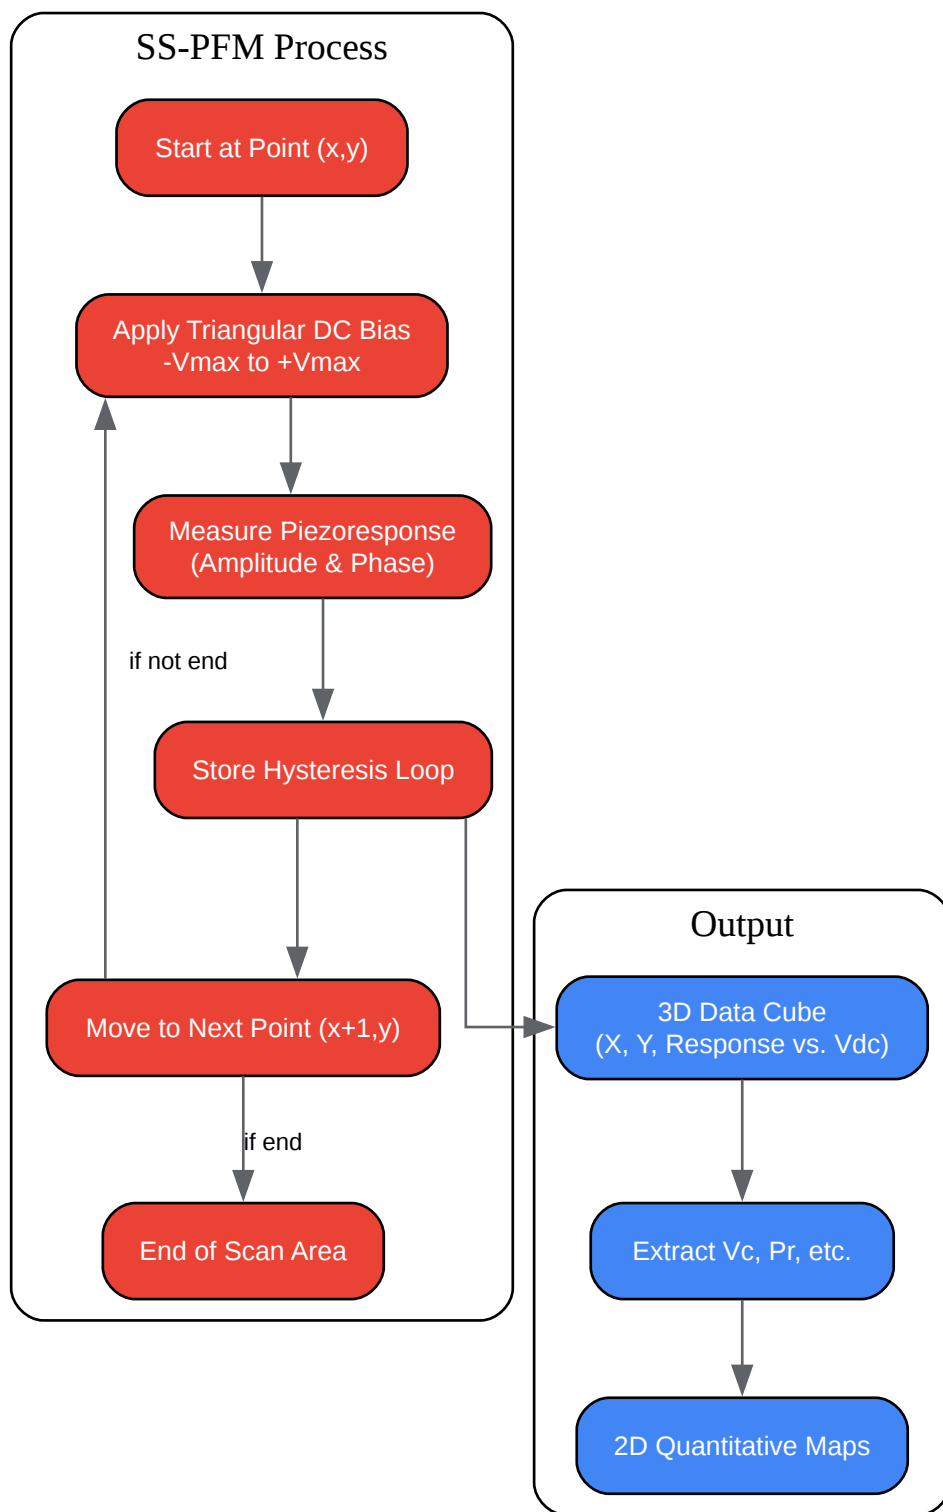 SS-PFM Process
Start at Point (x,y)
Apply Triangular DC Bias
-Vmax to +Vmax
Measure Piezoresponse
(Amplitude & Phase)
if not end
Store Hysteresis Loop
Move to Next Point (x+1,y)
if end
End of Scan Area
Output
3D Data Cube
(X, Y, Response vs. Vdc)
Extract Vc, Pr, etc.
2D Quantitative Maps